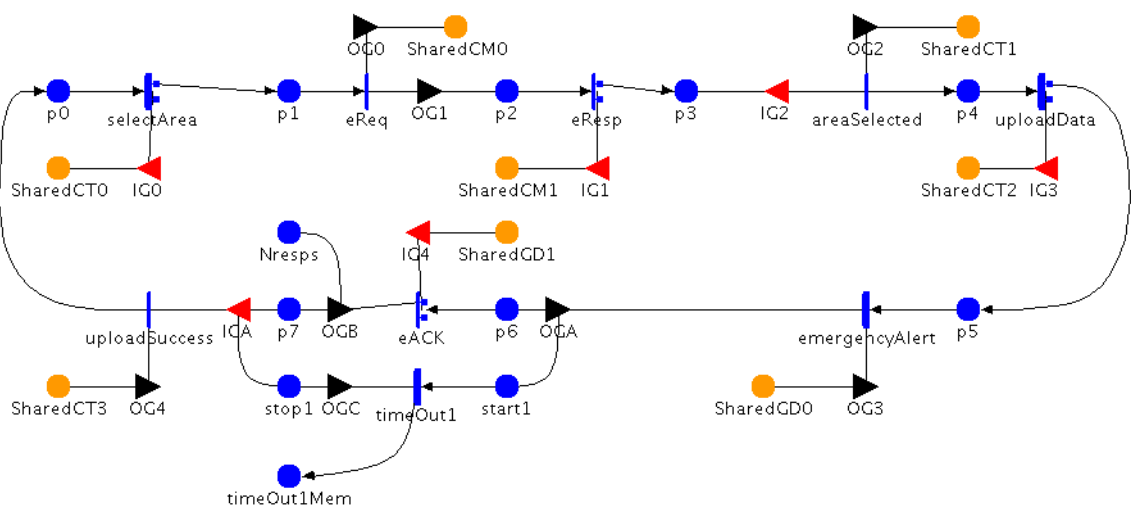 OG0 SharedCM0 OG2 SharedCT1
p0 selectArea p1 eReq OG1 p2 eResp p3 IG2 areaSelected p4 uploadData
SharedCT0 IG0 SharedCM1 IG1 SharedCT2 IG3
Nresps IG4 SharedGD1
uploadSuccess IGA p7 OGB eACK p6 OGA emergencyAlert p5
SharedCT3 OG4 stop1 OGC timeOut1 start1 SharedGD0 OG3
timeOut1Mem